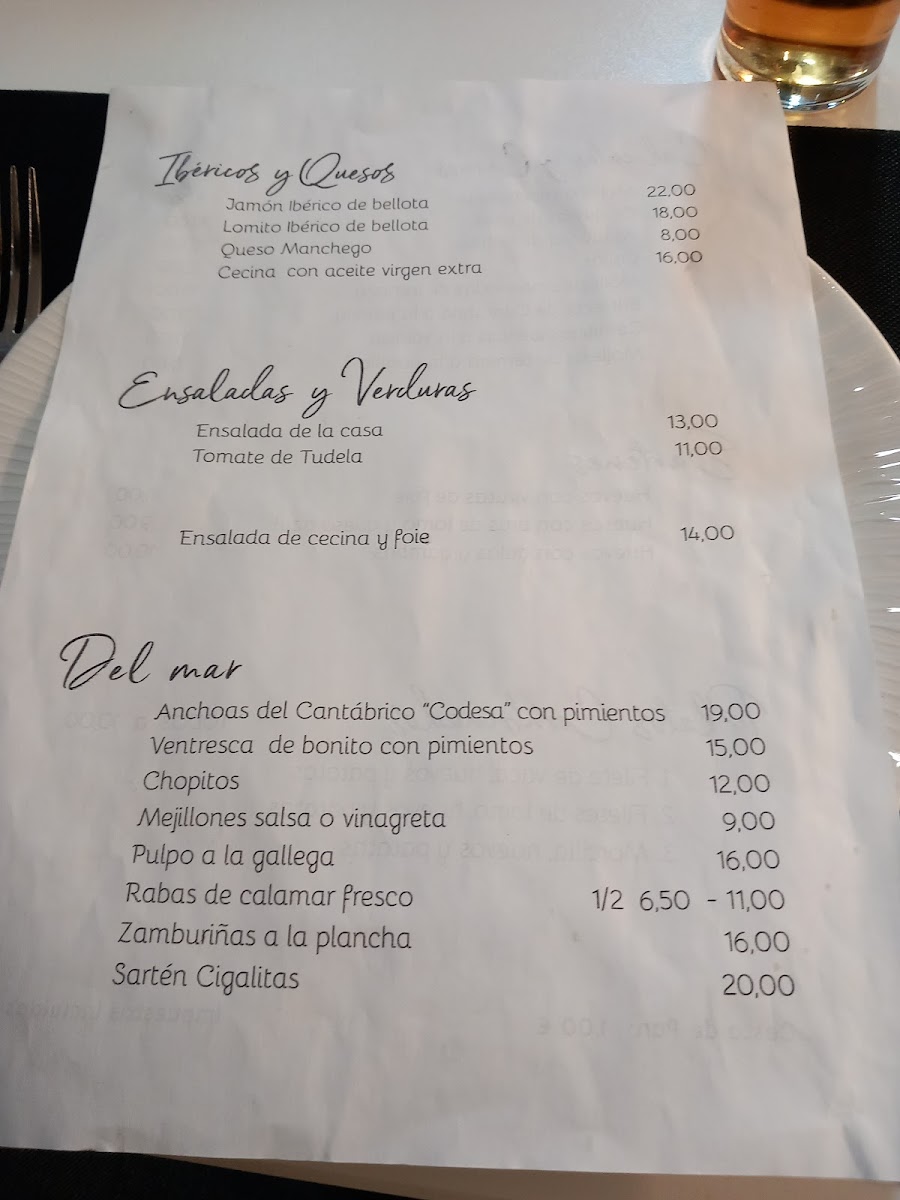 Ibéricos y Quesos
Jamón Ibérico de bellota 22,00
Lomito Ibérico de bellota 18,00
Queso Manchego 8,00
Cecina con aceite virgen extra 16,00
Ensaladas y Verduras
Ensalada de la casa 13,00
Tomate de Tudela 11,00
Ensalada de cecina y foie 14,00
Del mar
Anchoas del Cantábrico "Codesa" con pimientos 19,00
Ventresca de bonito con pimientos 15,00
Chopitos 12,00
Mejillones salsa o vinagreta 9,00
Pulpo a la gallega 16,00
Rabas de calamar fresco 1/2 6,50 - 11,00
Zamburiñas a la plancha 16,00
Sartén Cigalitas 20,00